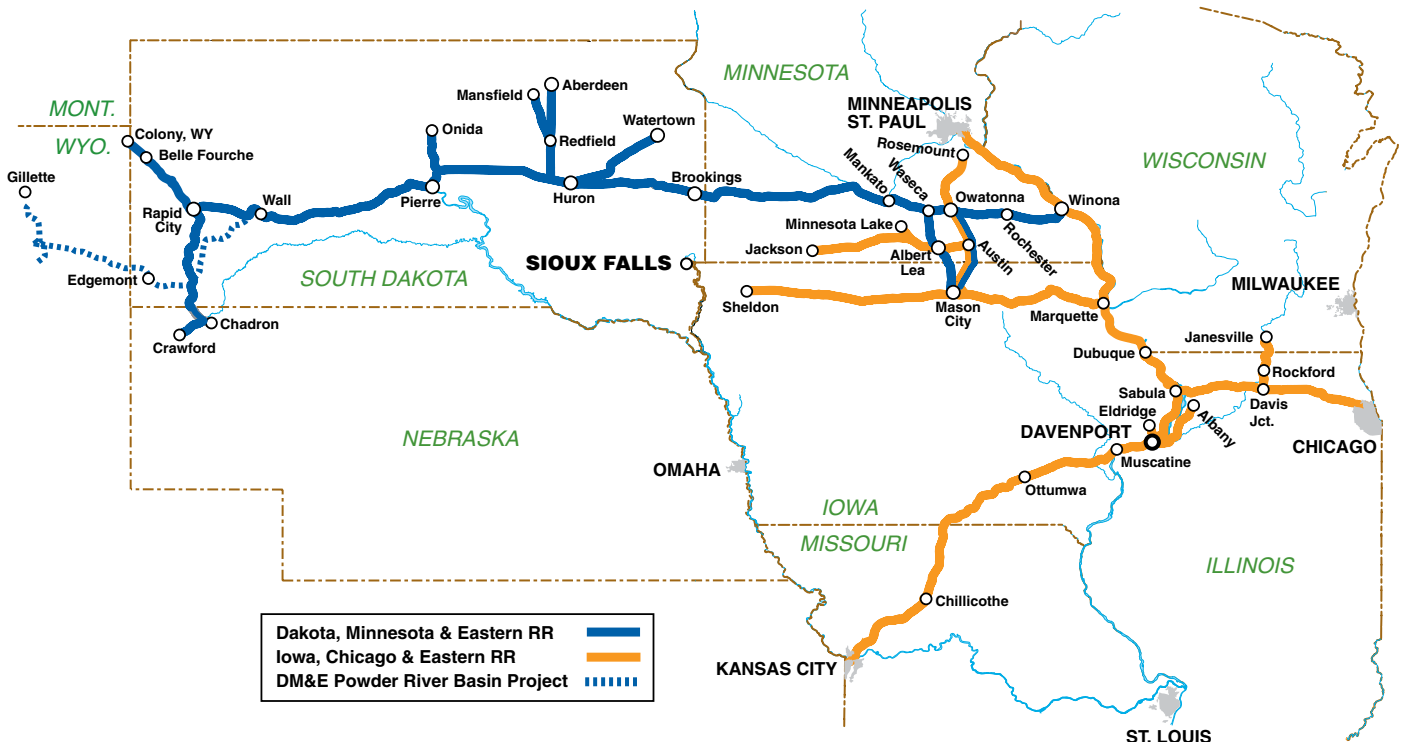 MINNESOTA
Aberdeen
Mansfield
MONT.
MINNEAPOLIS
ST. PAUL
Onida
Watertown
Colony, WY
Redfield
WYO.
Rosemount
Belle Fourche
WISCONSIN
Gillette
Brookings
Mankato
Waseca
Huron
Pierre
Wall
Owatonna
Winona
Rapid
City
Minnesota Lake
Rochester
Jackson
Albert
Lea
Austin
SIOUX FALLS
Edgemont
SOUTH DAKOTA
MILWAUKEE
Sheldon
Mason
City
Marquette
Chadron
Crawford
Janesville
Dubuque
Rockford
Sabula
Davis
Jct.
Eldridge
Albany
DAVENPORT
NEBRASKA
CHICAGO
Muscatine
OMAHA
Ottumwa
IOWA
MISSOURI
ILLINOIS
Chillicothe
Dakota, Minnesota & Eastern RR
Iowa, Chicago & Eastern RR
DM&E Powder River Basin Project
KANSAS CITY
ST. LOUIS